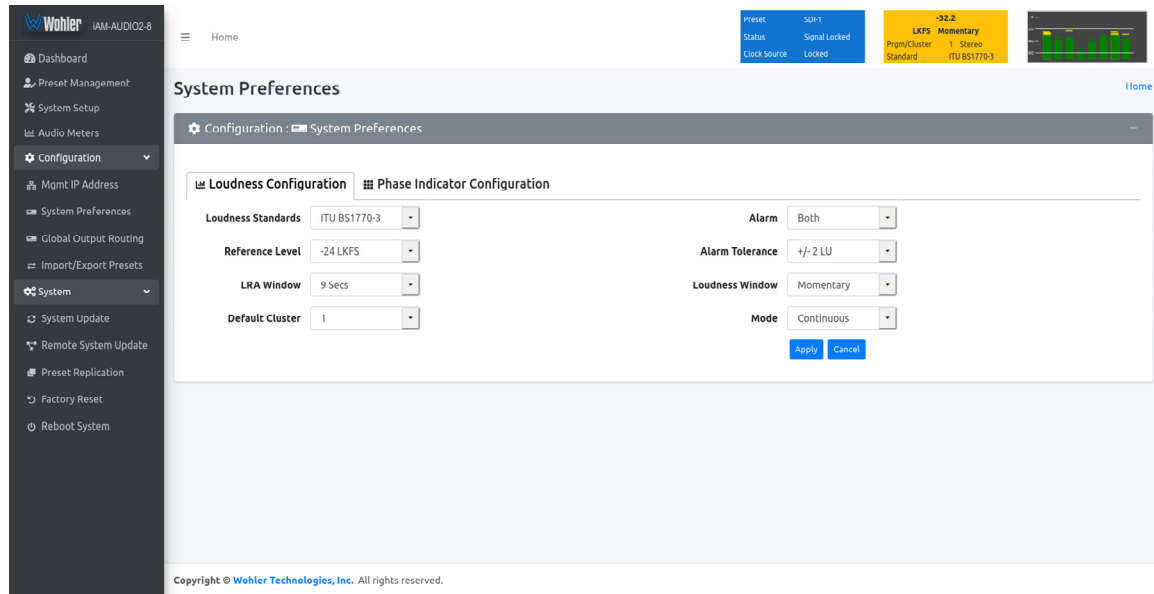 Wohler iAM-AUDIO2-8
Dashboard
Preset Management
System Setup
Audio Meters
Configuration
Mgmt IP Address
System Preferences
Global Output Routing
Import/Export Presets
System
System Update
Remote System Update
Preset Replication
Factory Reset
Reboot System
Home
Preset SDI-1
Status Signal Locked
Clock Source Locked
-32.2
LKFS Momentary
Prgm/Cluster 1 Stereo
Standard ITU BS1770-3
System Preferences
Home
Configuration : System Preferences
Loudness Configuration Phase Indicator Configuration
Loudness Standards ITU BS1770-3 Alarm Both
Reference Level -24 LKFS Alarm Tolerance +/- 2 LU
LRA Window 9 Secs Loudness Window Momentary
Default Cluster 1 Mode Continuous
Apply Cancel
Copyright © Wohler Technologies, Inc. All rights reserved.